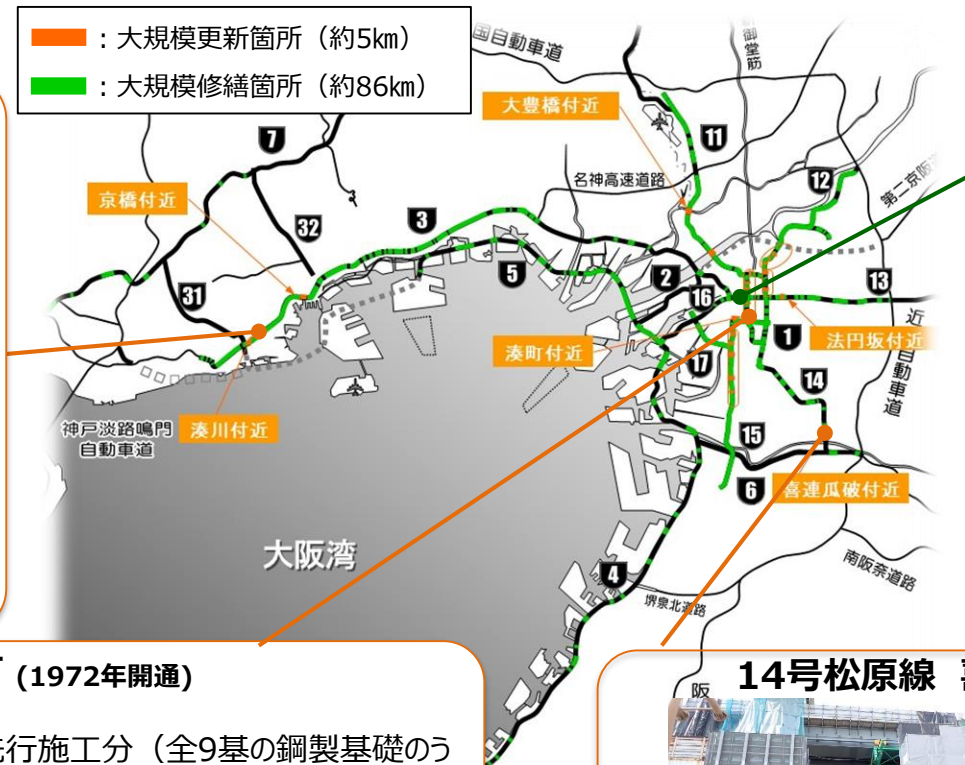 ：大規模更新箇所（約5㎞）
：大規模修繕箇所（約86㎞）
国自動車道
新御堂筋
大豊橋付近
11
7
12
名神高速道路
第二京阪道
京橋付近
32
3
5
2
13
31
16
近
自動車道
湊町付近
1
法円坂付近
17
14
神戸淡路鳴門
自動車道
湊川付近
15
6
喜連瓜破付近
大阪湾
南阪奈道路
4
堺泉北道路
阪
(1972年開通)
先行施工分（全9基の鋼製基礎のう
14号松原線